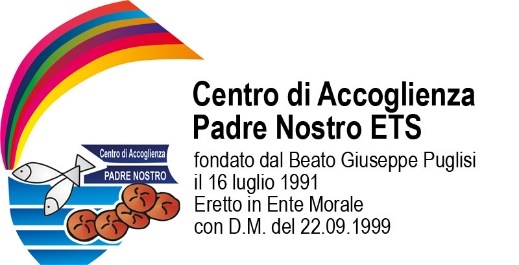 Centro di Accoglienza
PADRE NOSTRO
Centro di Accoglienza
Padre Nostro ETS
fondato dal Beato Giuseppe Puglisi
il 16 luglio 1991
Eretto in Ente Morale
con D.M. del 22.09.1999